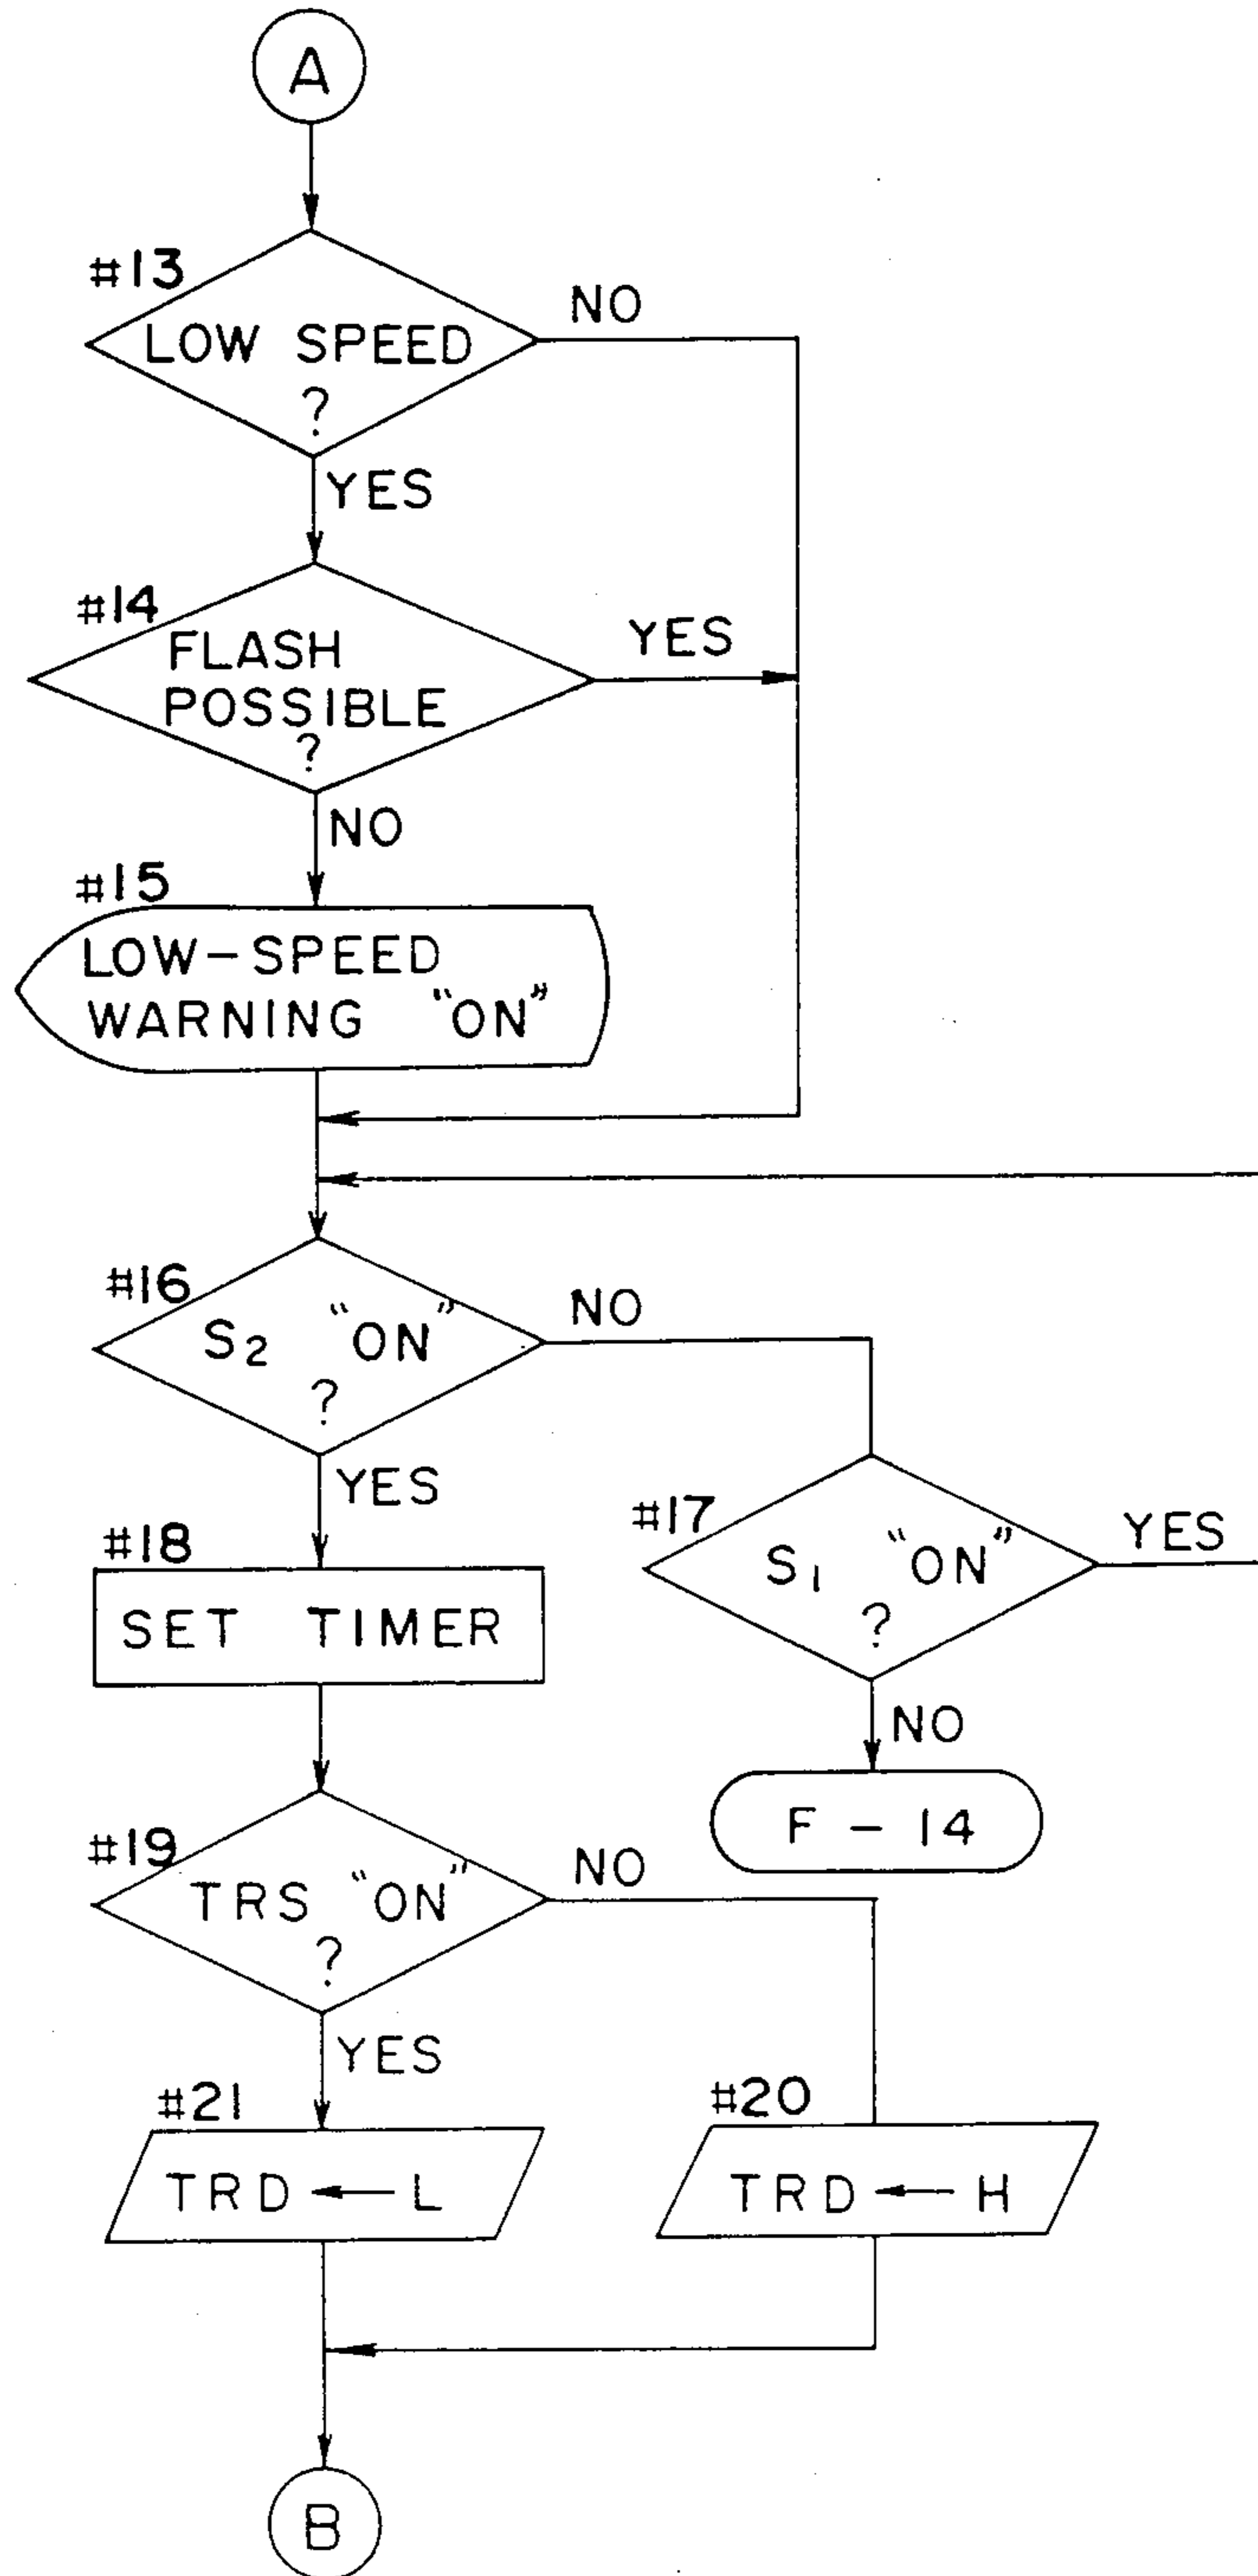 A
#13
LOW SPEED
?
NO
YES
#14
FLASH
POSSIBLE
?
YES
NO
#15
LOW-SPEED
WARNING "ON"
#16
S₂ "ON"
?
NO
YES
#17
S₁ "ON"
?
YES
NO
F - 14
#18
SET TIMER
#19
TRS "ON"
?
NO
YES
#21
TRD ← L
#20
TRD ← H
B